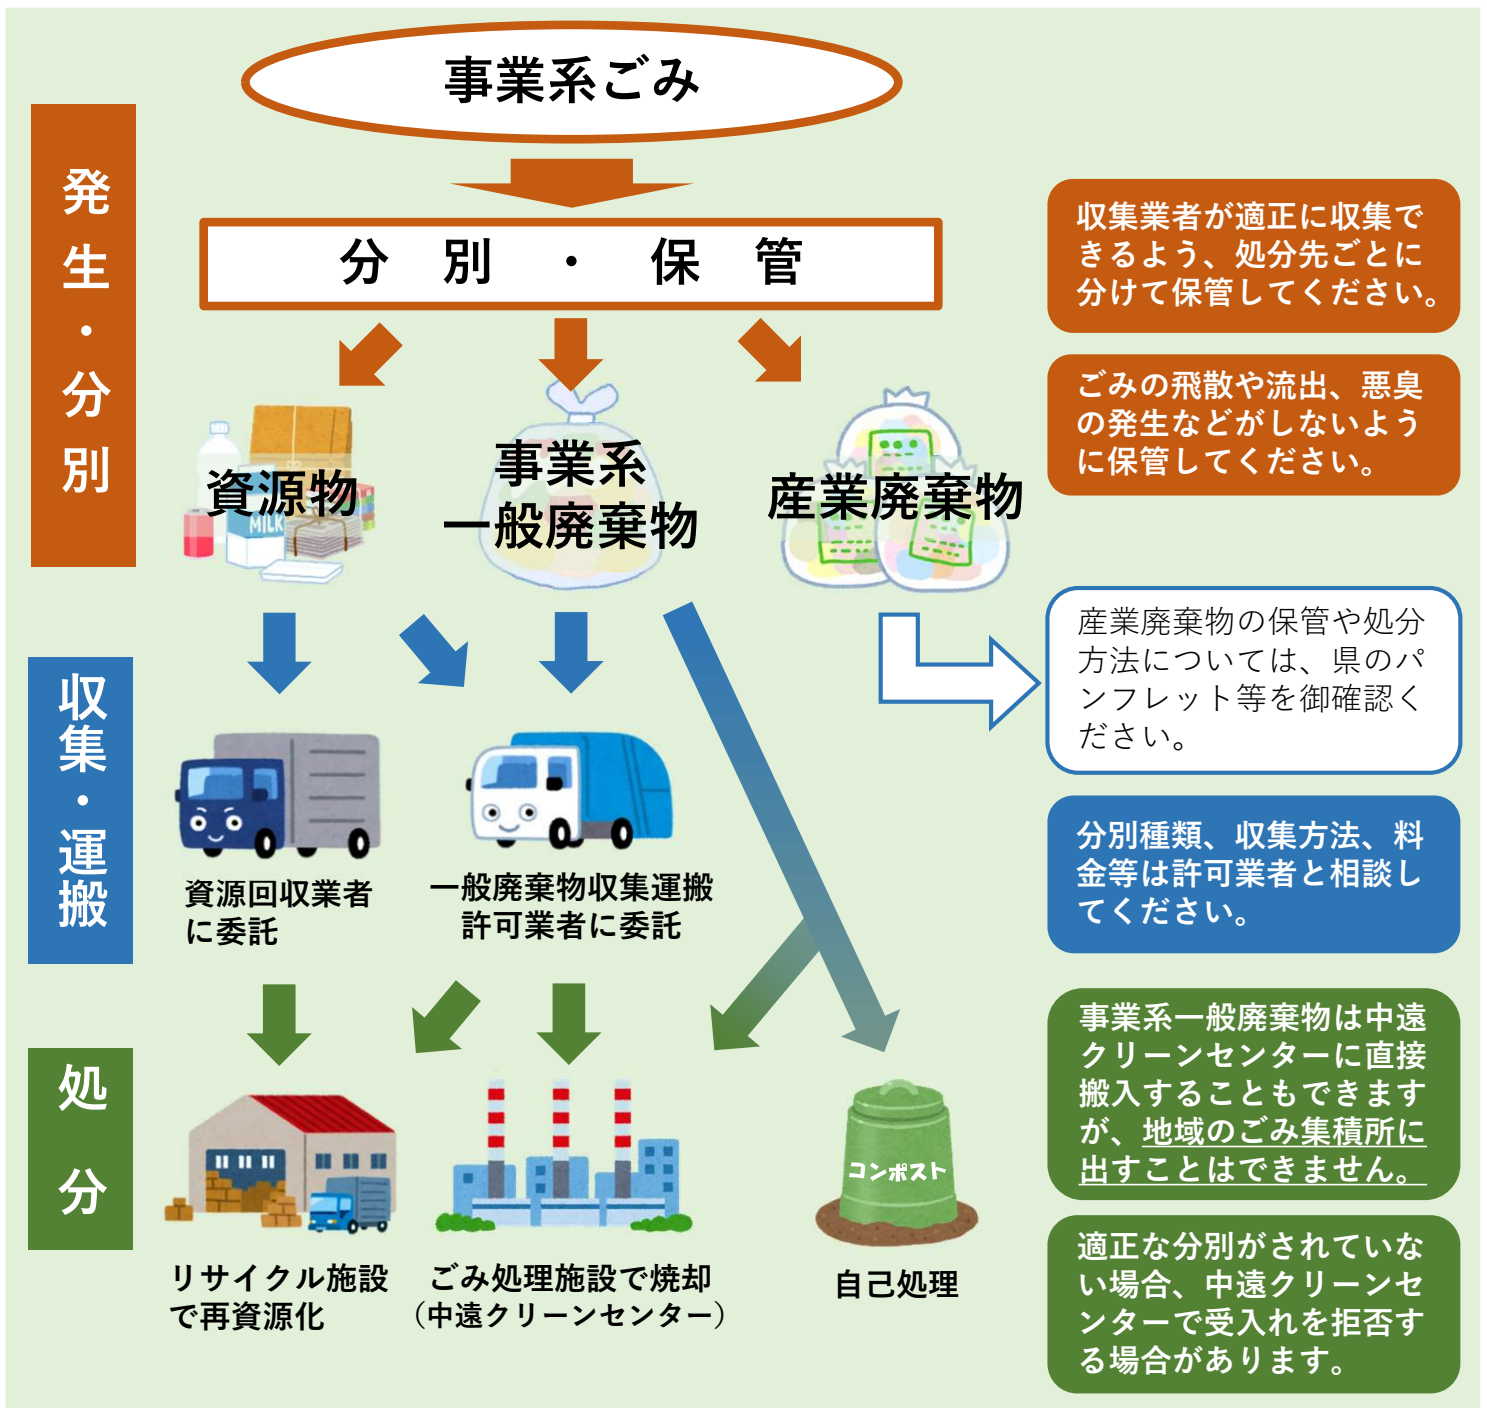 事業系ごみ
発生・分別
分別・保管
収集業者が適正に収集で
きるよう、処分先ごとに
分けて保管してください。
ごみの飛散や流出、悪臭
の発生などがしないよう
に保管してください。
資源物
MILK
事業系
一般廃棄物
産業廃棄物
産業廃棄物の保管や処分
方法については、県のパ
ンフレット等を御確認く
ださい。
収集・運搬
資源回収業者
に委託
一般廃棄物収集運搬
許可業者に委託
分別種類、収集方法、料
金等は許可業者と相談し
てください。
処分
事業系一般廃棄物は中遠
クリーンセンターに直接
搬入することもできます
が、地域のごみ集積所に
出すことはできません。
コンポスト
リサイクル施設
で再資源化
ごみ処理施設で焼却
（中遠クリーンセンター）
自己処理
適正な分別がされていな
い場合、中遠クリーンセ
ンターで受入れを拒否す
る場合があります。